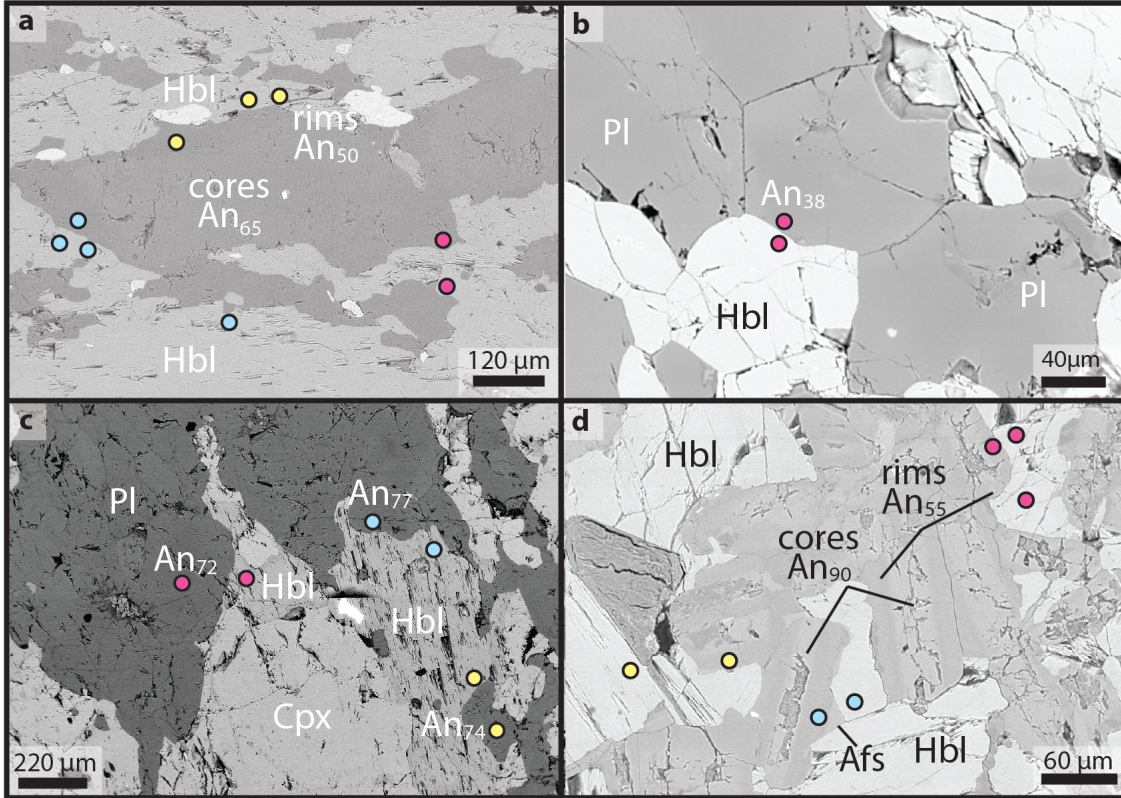 a
Hbl
rims
An50
cores
An65
Hbl
120 µm
b
Pl
An38
Pl
Hbl
40µm
c
Pl
An77
An72
Hbl
Hbl
Cpx
An74
220 µm
d
Hbl
rims
An55
cores
An90
Afs
Hbl
60 µm